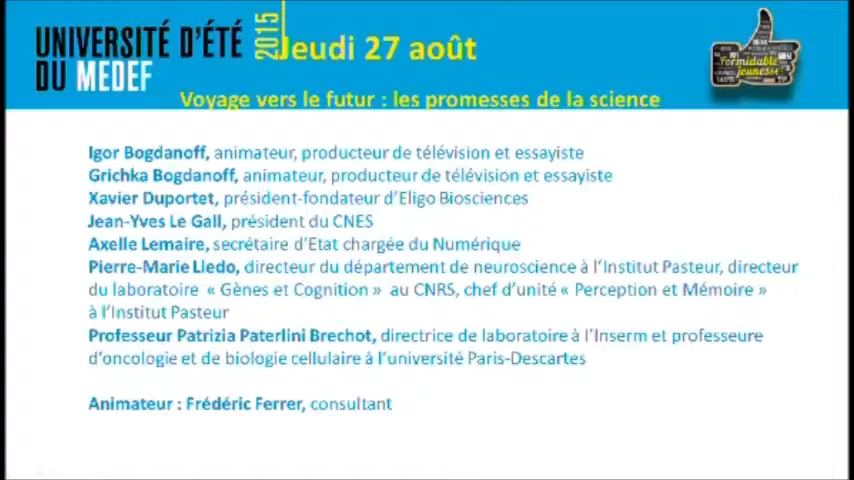 UNIVERSITÉ D'ÉTÉ
DU MEDEF
2015
Jeudi 27 août
Formidable
jeunesse!
Voyage vers le futur : les promesses de la science
Igor Bogdanoff, animateur, producteur de télévision et essayiste
Grichka Bogdanoff, animateur, producteur de télévision et essayiste
Xavier Duportet, président-fondateur d'Eligo Biosciences
Jean-Yves Le Gall, président du CNES
Axelle Lemaire, secrétaire d'Etat chargée du Numérique
Pierre-Marie Lledo, directeur du département de neuroscience à l'Institut Pasteur, directeur
du laboratoire « Gènes et Cognition » au CNRS, chef d'unité « Perception et Mémoire »
à l'Institut Pasteur
Professeur Patrizia Paterlini Brechot, directrice de laboratoire à l'Inserm et professeure
d'oncologie et de biologie cellulaire à l'université Paris-Descartes
Animateur : Frédéric Ferrer, consultant